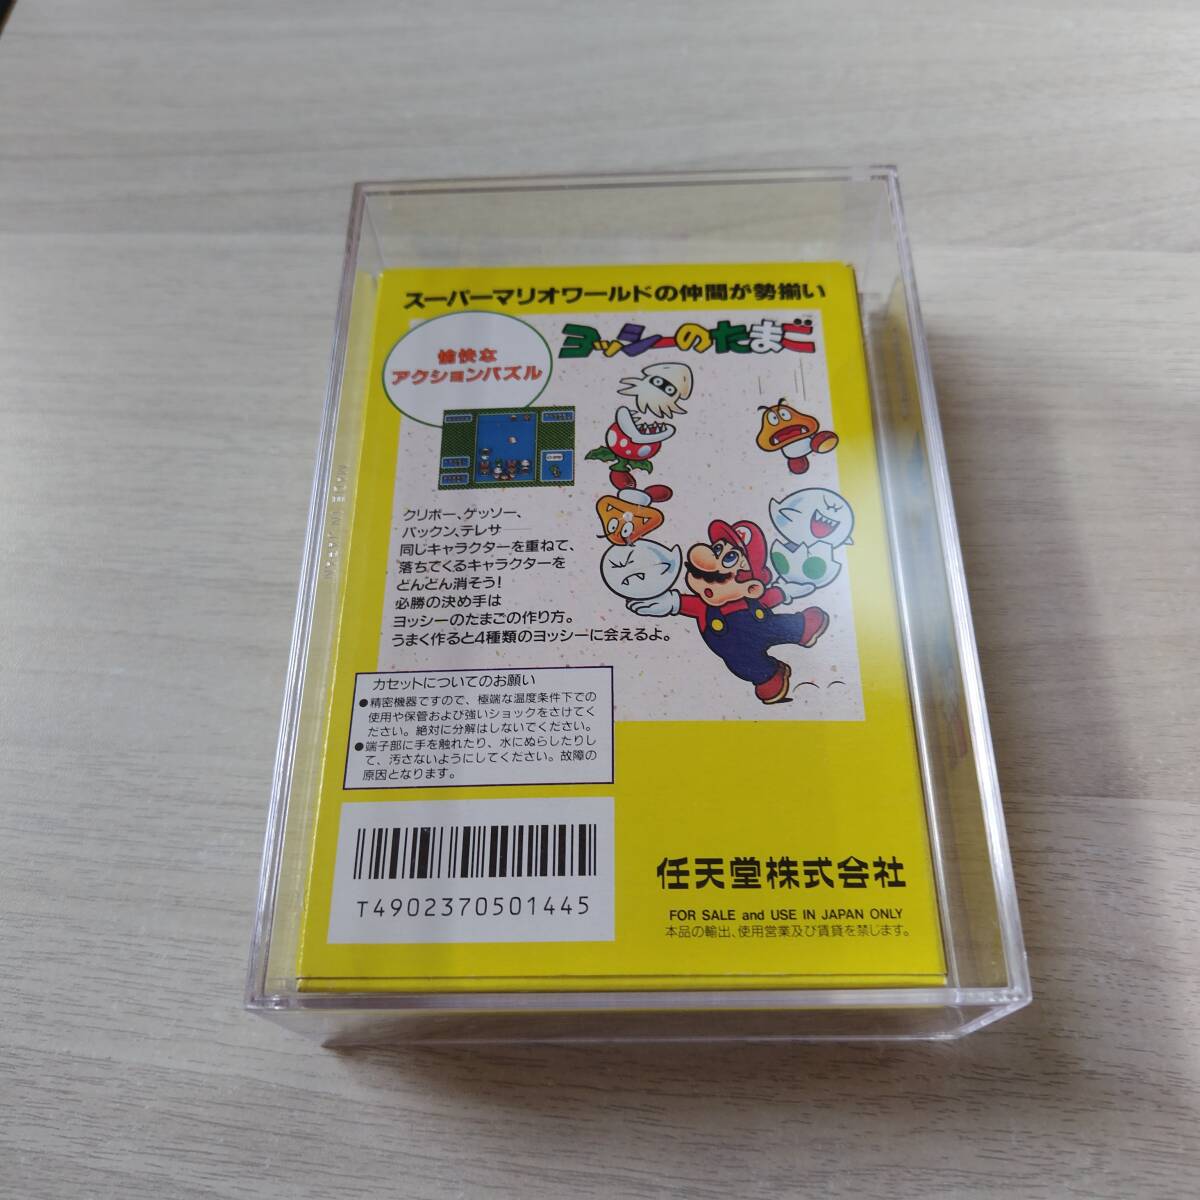 スーパーマリオワールドの仲間が勢揃い
ヨッシーのたまご
愉快な
アクションパズル
クリボー、ゲッソー、
パックン、テレサ
同じキャラクターを重ねて、
落ちてくるキャラクターを
どんどん消そう!
必勝の決め手は
ヨッシーのたまごの作り方。
うまく作ると4種類のヨッシーに会えるよ。
カセットについてのお願い
●精密機器ですので、極端な温度条件下での
使用や保管および強いショックをさけてく
ださい。絶対に分解はしないでください。
●端子部に手を触れたり、水にぬらしたりし
て、汚さないようにしてください。故障の
原因となります。
T4902370501445
任天堂株式会社
FOR SALE and USE IN JAPAN ONLY
本品の輸出、使用営業及び賃貸を禁じます。